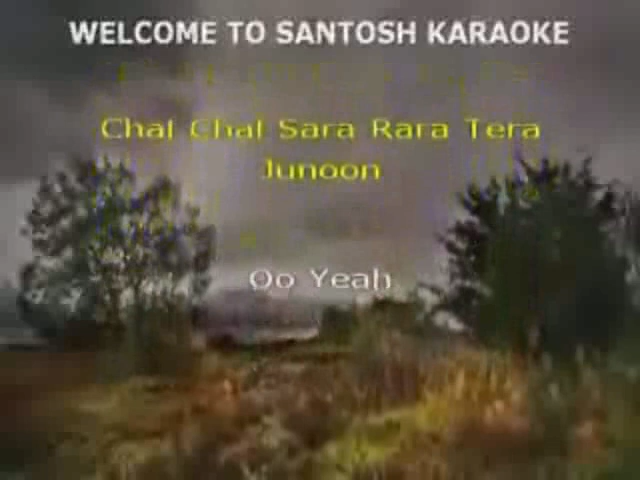 WELCOME TO SANTOSH KARAOKE
Chal Chal Sara Rara Tera
Junoon
Oo Yeah